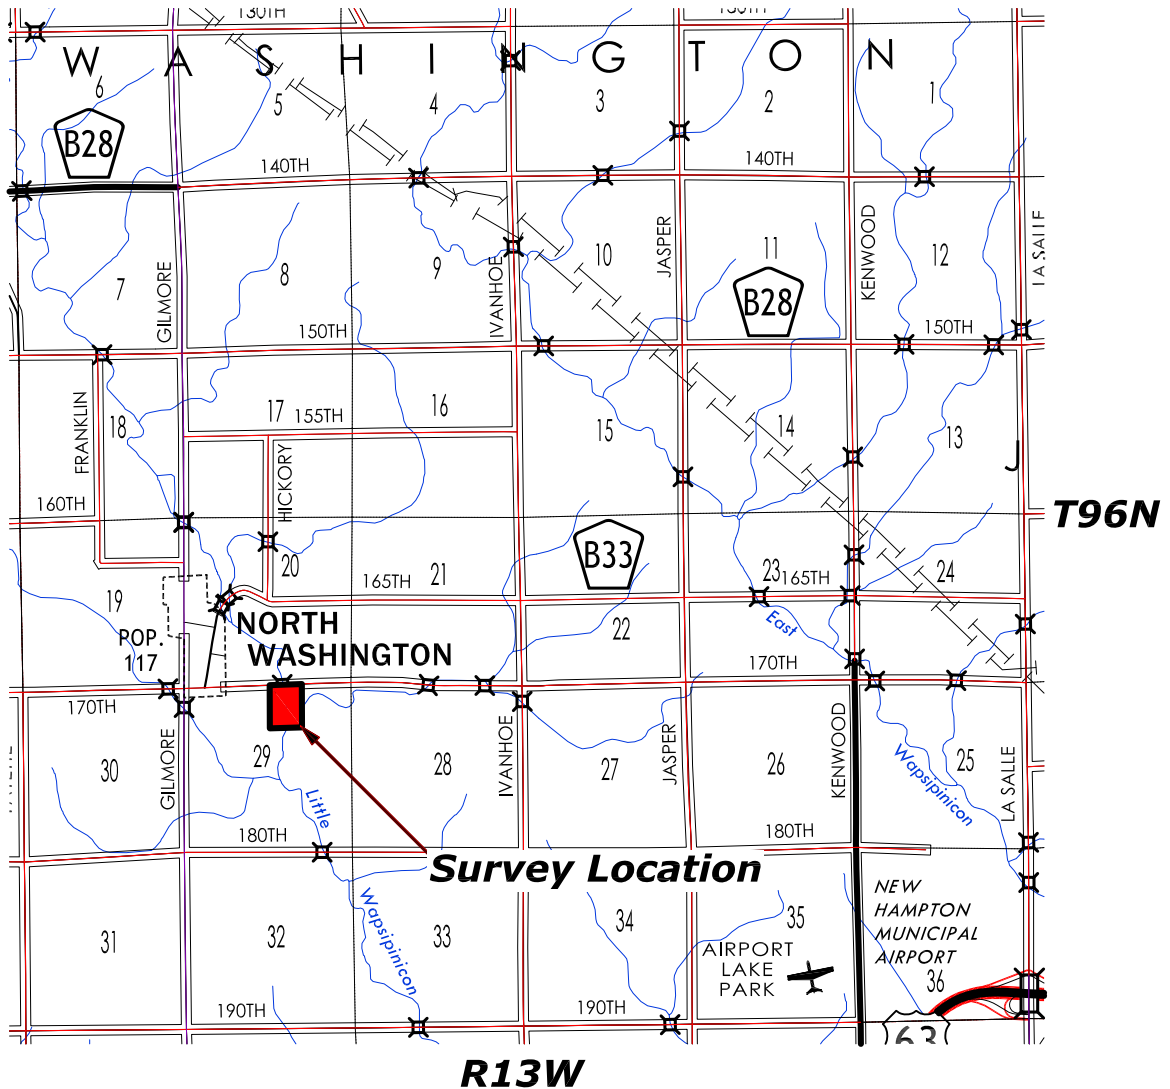 130TH
W A S H I N G T O N
6
5
4
3
2
1
B28
140TH
140TH
JASPER
KENWOOD
LA SALLE
7
GILMORE
8
9
IVANHOE
10
11
12
B28
150TH
150TH
FRANKLIN
18
17
155TH
16
15
14
13
J
HICKORY
160TH
T96N
B33
20
165TH
21
23
165TH
24
19
NORTH
WASHINGTON
POP.
117
22
East
170TH
170TH
GILMORE
IVANHOE
JASPER
KENWOOD
LA SALLE
30
29
28
27
26
25
Little
Wapsipinicon
180TH
180TH
Survey Location
Wapsipinicon
31
32
33
34
35
NEW
HAMPTON
MUNICIPAL
AIRPORT
36
AIRPORT
LAKE
PARK
190TH
190TH
63
R13W